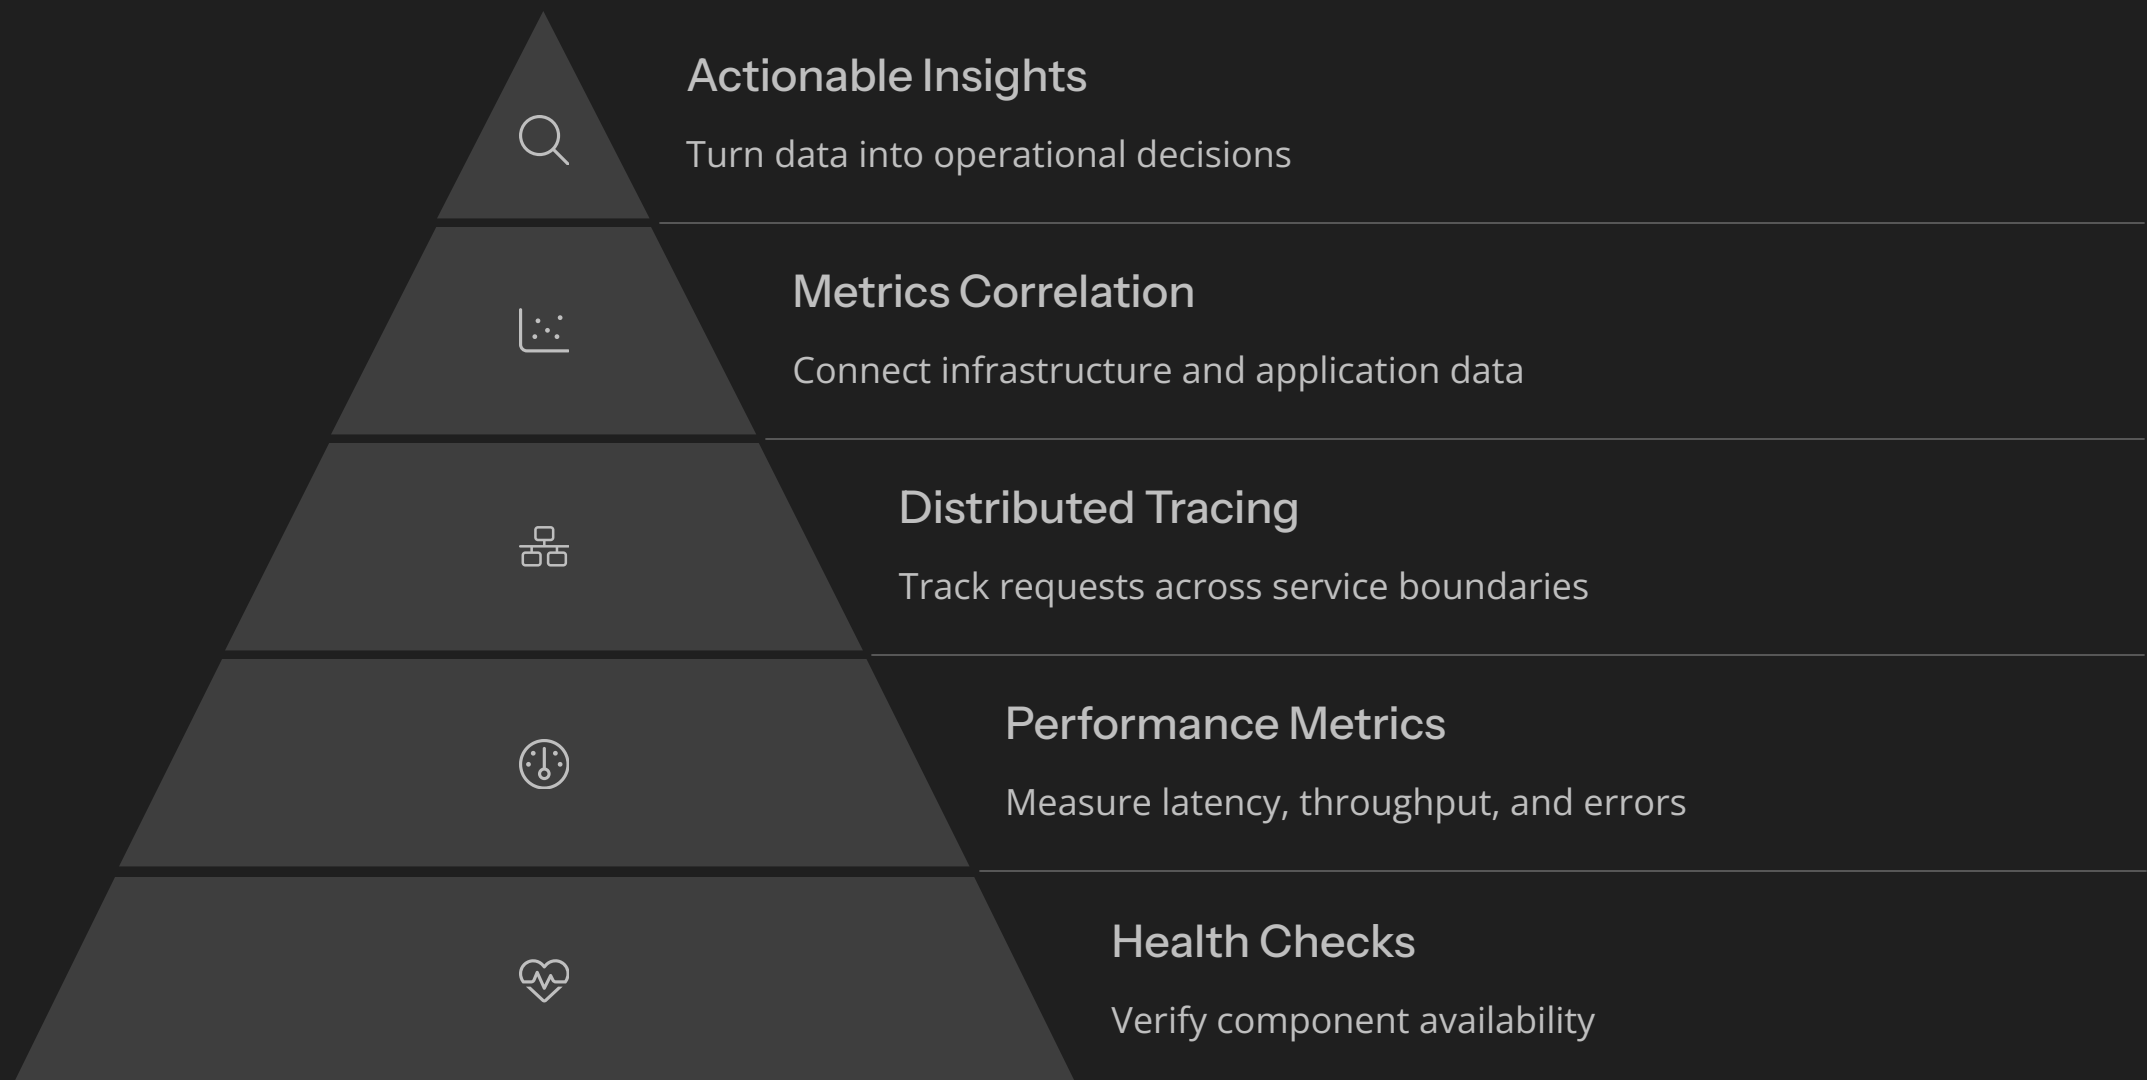 Actionable Insights
Turn data into operational decisions
Metrics Correlation
Connect infrastructure and application data
Distributed Tracing
Track requests across service boundaries
Performance Metrics
Measure latency, throughput, and errors
Health Checks
Verify component availability